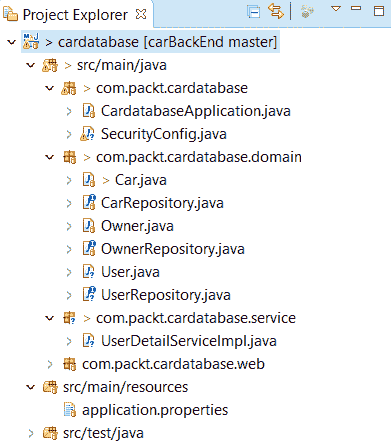 Project Explorer
> cardatabase [carBackEnd master]
> src/main/java
> com.packt.cardatabase
CardatabaseApplication.java
SecurityConfig.java
> com.packt.cardatabase.domain
> Car.java
CarRepository.java
Owner.java
OwnerRepository.java
User.java
UserRepository.java
> com.packt.cardatabase.service
UserDetailServiceImpl.java
com.packt.cardatabase.web
src/main/resources
application.properties
src/test/java